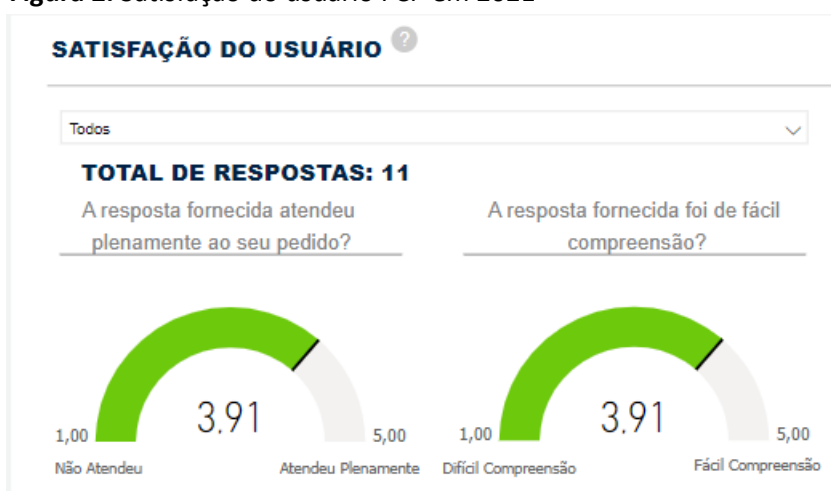 SATISFAÇÃO DO USUÁRIO ?
Todos
TOTAL DE RESPOSTAS: 11
A resposta fornecida atendeu
plenamente ao seu pedido?
A resposta fornecida foi de fácil
compreensão?
3,91
1,00
5,00
Não Atendeu
Atendeu Plenamente
3,91
1,00
5,00
Difícil Compreensão
Fácil Compreensão